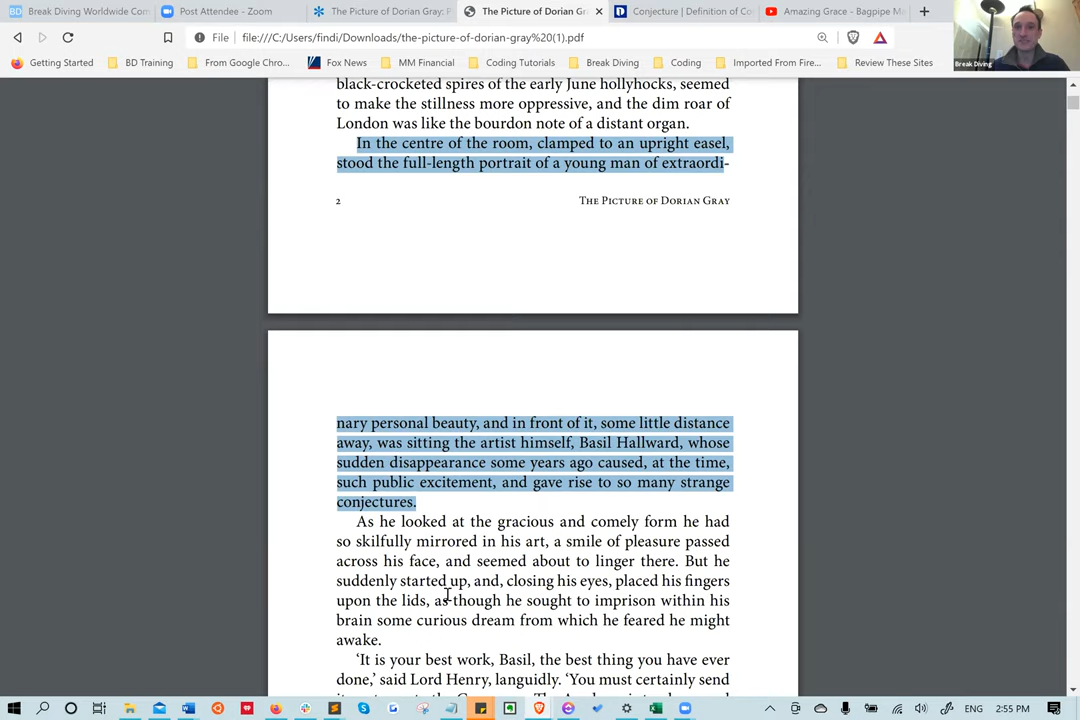 Break Diving Worldwide Com
Post Attendee - Zoom
The Picture of Dorian Gray: P
The Picture of Dorian Gr
Conjecture | Definition of Co
Amazing Grace - Bagpipe Ma
File
file:///C:/Users/findi/Downloads/the-picture-of-dorian-gray%20(1).pdf
Break Diving
Getting Started
BD Training
From Google Chro...
Fox News
MM Financial
Coding Tutorials
Break Diving
Coding
Imported From Fire...
Review These Sites
black-crocketed spires of the early June hollyhocks, seemed
to make the stillness more oppressive, and the dim roar of
London was like the bourdon note of a distant organ.
In the centre of the room, clamped to an upright easel,
stood the full-length portrait of a young man of extraordi-
2
The Picture of Dorian Gray
nary personal beauty, and in front of it, some little distance
away, was sitting the artist himself, Basil Hallward, whose
sudden disappearance some years ago caused, at the time,
such public excitement, and gave rise to so many strange
conjectures.
As he looked at the gracious and comely form he had
so skilfully mirrored in his art, a smile of pleasure passed
across his face, and seemed about to linger there. But he
suddenly started up, and, closing his eyes, placed his fingers
upon the lids, as though he sought to imprison within his
brain some curious dream from which he feared he might
awake.
‘It is your best work, Basil, the best thing you have ever
done,’ said Lord Henry, languidly. ‘You must certainly send
ENG
2:55 PM